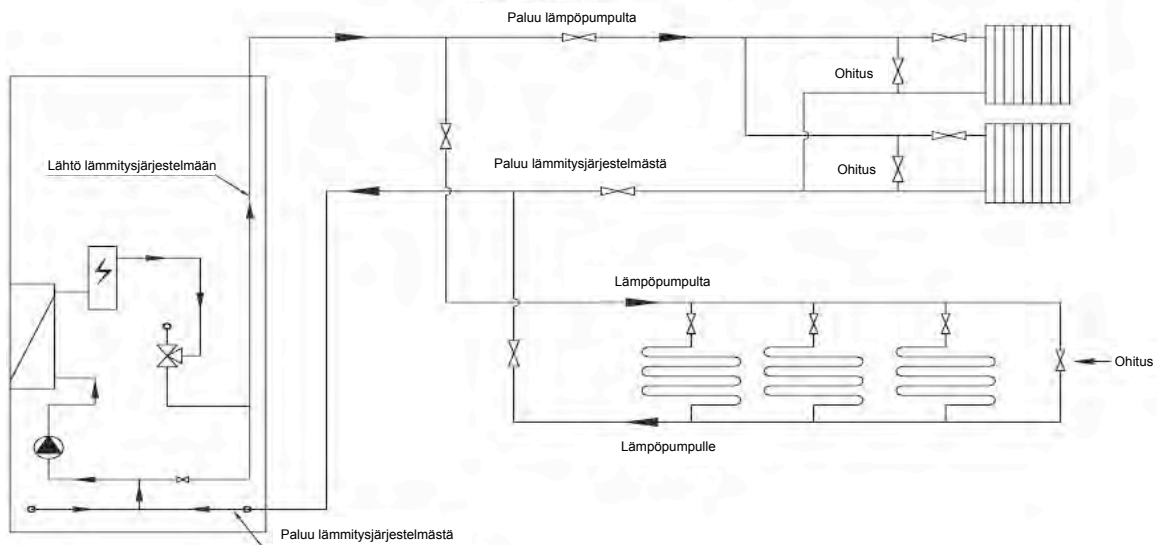 Paluu lämpöpumpulta
Ohitus
Lähtö lämmitysjärjestelmään
Paluu lämmitysjärjestelmästä
Ohitus
Lämpöpumpulta
Ohitus
Lämpöpumpulle
Paluu lämmitysjärjestelmästä